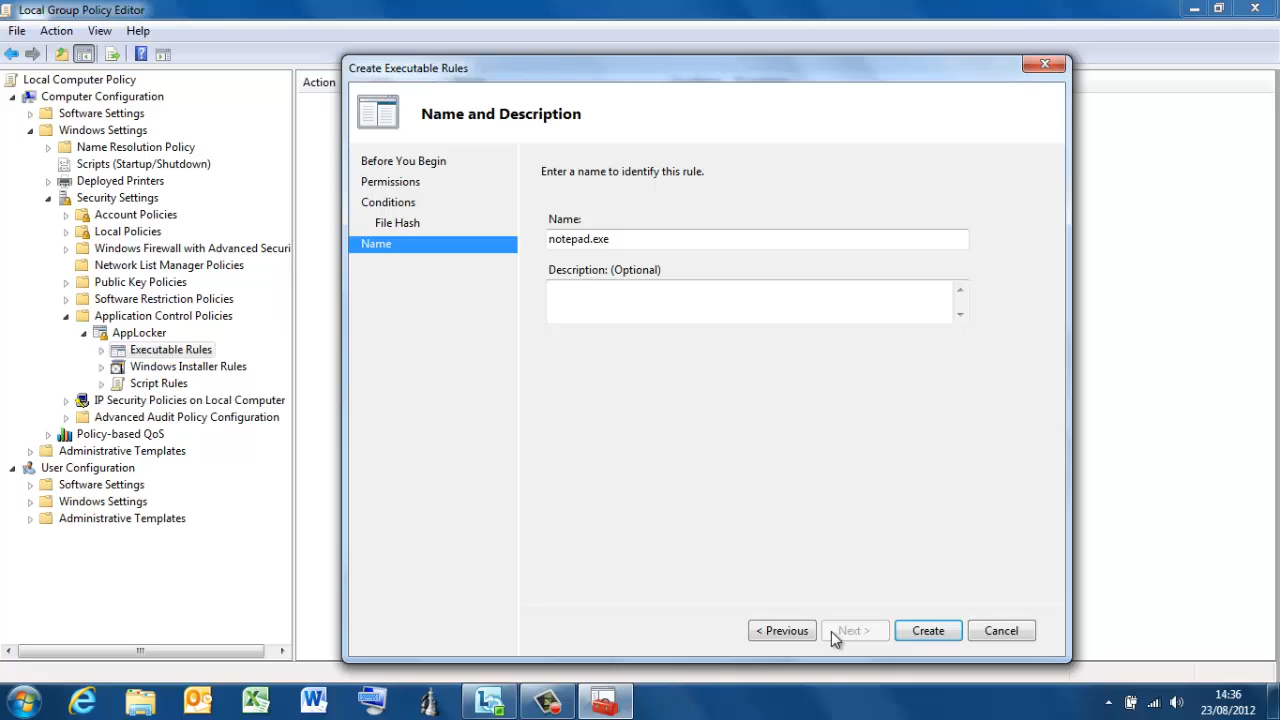 Local Group Policy Editor
File Action View Help
Local Computer Policy
Computer Configuration
Software Settings
Windows Settings
Name Resolution Policy
Scripts (Startup/Shutdown)
Deployed Printers
Security Settings
Account Policies
Local Policies
Windows Firewall with Advanced Securi
Network List Manager Policies
Public Key Policies
Software Restriction Policies
Application Control Policies
AppLocker
Executable Rules
Windows Installer Rules
Script Rules
IP Security Policies on Local Computer
Advanced Audit Policy Configuration
Policy-based QoS
Administrative Templates
User Configuration
Software Settings
Windows Settings
Administrative Templates
Action
Create Executable Rules
Name and Description
Before You Begin
Permissions
Conditions
File Hash
Name
Enter a name to identify this rule.
Name:
notepad.exe
Description: (Optional)
< Previous Next > Create Cancel
14:36
23/08/2012